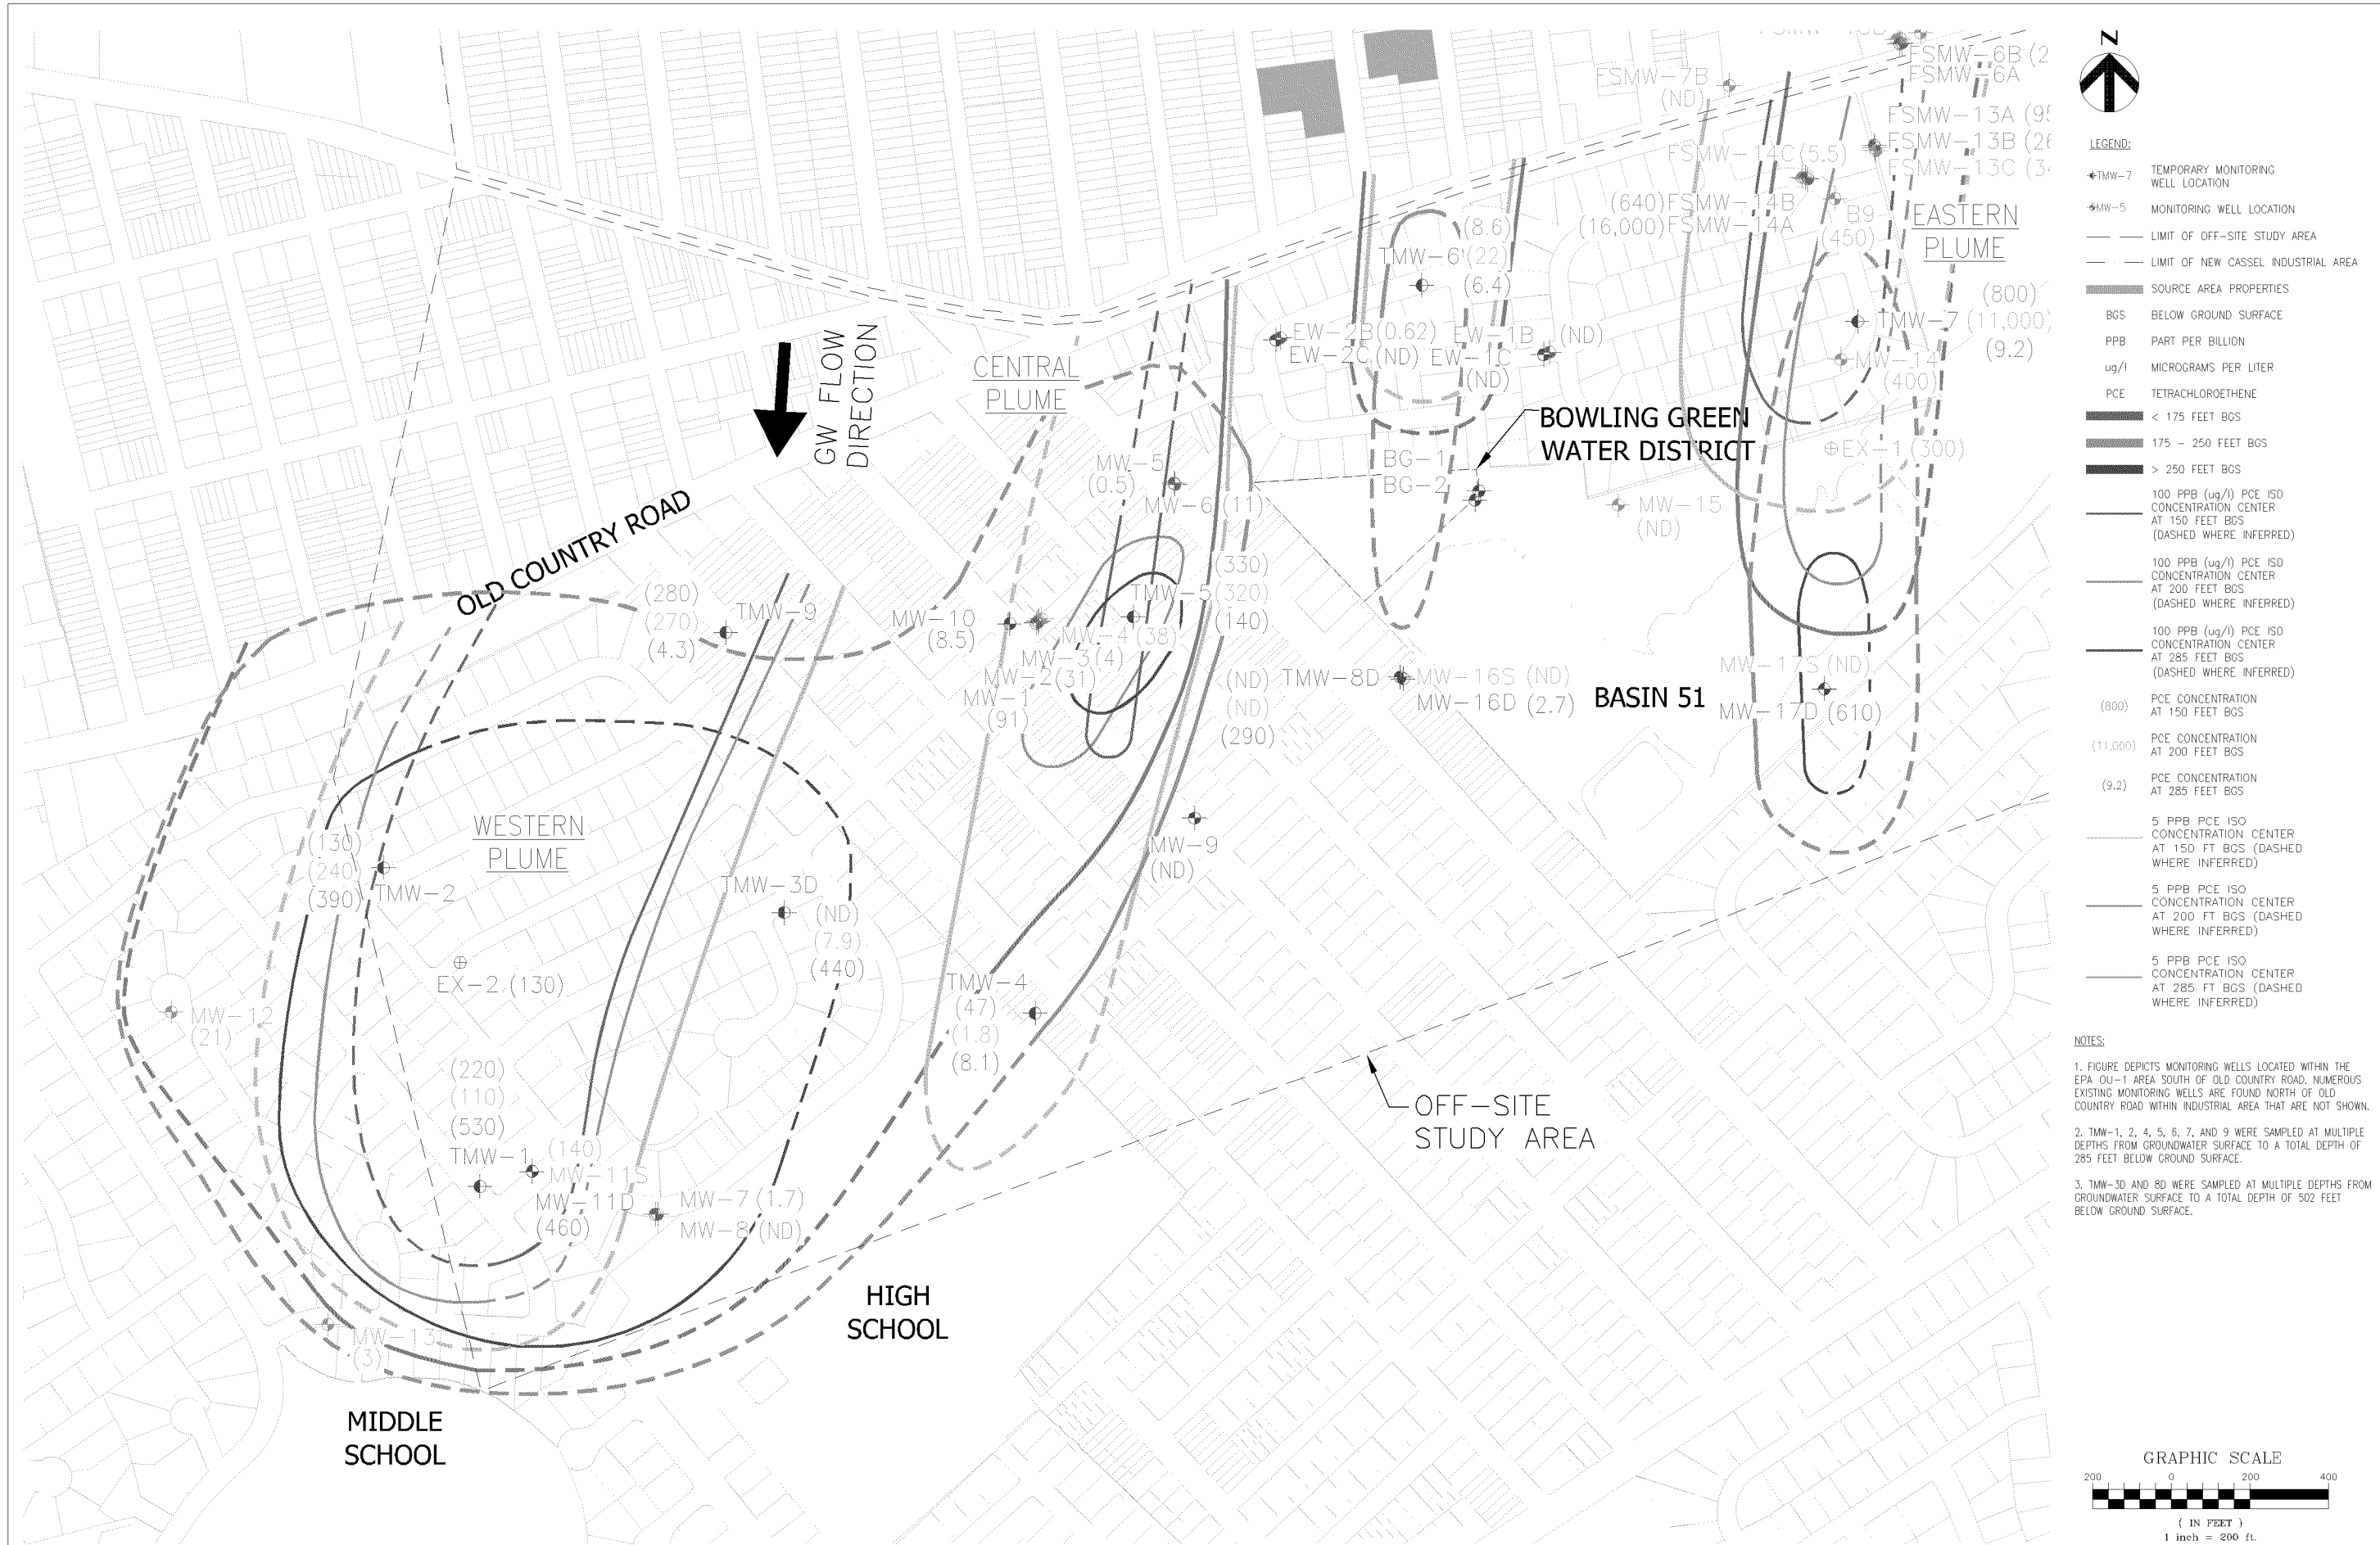 FSMW-6B (2
FSMW-6A
FSMW-7B
(ND)
FSMW-13A (95
FSMW-13B (26
FSMW-13C (34
FSMW-14C (5.5)
(640) FSMW-14B
(16,000) FSMW-14A
B9
(450)
EASTERN
PLUME
(8.6)
TMW-6 (22)
(6.4)
(800)
TMW-7 (11,000)
(9.2)
MW-14
(400)
EW-2B (0.62)
EW-2C (ND)
EW-1B (ND)
EW-1C
(ND)
GW FLOW
DIRECTION
CENTRAL
PLUME
BOWLING GREEN
WATER DISTRICT
BG-1
BG-2
EX-1 (300)
MW-15
(ND)
MW-5
(0.5)
MW-6 (11)
OLD COUNTRY ROAD
(280)
(270)
(4.3)
TMW-9
MW-10
(8.5)
(330)
TMW-5 (320)
(140)
MW-4 (38)
MW-3 (4)
MW-2 (31)
MW-1
(91)
(ND)
(ND)
(290)
TMW-8D
MW-16S (ND)
MW-16D (2.7)
BASIN 51
MW-17S (ND)
MW-17D (610)
WESTERN
PLUME
(130)
(240)
(390)
TMW-2
TMW-3D
(ND)
(7.9)
(440)
MW-9
(ND)
EX-2 (130)
MW-12
(21)
TMW-4
(47)
(1.8)
(8.1)
(220)
(110)
(530)
TMW-1
(140)
MW-11S
MW-11D
(460)
MW-7 (1.7)
MW-8 (ND)
OFF-SITE
STUDY AREA
HIGH
SCHOOL
MW-13
(3)
MIDDLE
SCHOOL
N
LEGEND:
TMW-7 TEMPORARY MONITORING
WELL LOCATION
MW-5 MONITORING WELL LOCATION
LIMIT OF OFF-SITE STUDY AREA
LIMIT OF NEW CASSEL INDUSTRIAL AREA
SOURCE AREA PROPERTIES
BGS BELOW GROUND SURFACE
PPB PART PER BILLION
ug/l MICROGRAMS PER LITER
PCE TETRACHLOROETHENE
< 175 FEET BGS
175 - 250 FEET BGS
> 250 FEET BGS
100 PPB (ug/l) PCE ISO
CONCENTRATION CENTER
AT 150 FEET BGS
(DASHED WHERE INFERRED)
100 PPB (ug/l) PCE ISO
CONCENTRATION CENTER
AT 200 FEET BGS
(DASHED WHERE INFERRED)
100 PPB (ug/l) PCE ISO
CONCENTRATION CENTER
AT 285 FEET BGS
(DASHED WHERE INFERRED)
(800) PCE CONCENTRATION
AT 150 FEET BGS
(11,000) PCE CONCENTRATION
AT 200 FEET BGS
(9.2) PCE CONCENTRATION
AT 285 FEET BGS
5 PPB PCE ISO
CONCENTRATION CENTER
AT 150 FT BGS (DASHED
WHERE INFERRED)
5 PPB PCE ISO
CONCENTRATION CENTER
AT 200 FT BGS (DASHED
WHERE INFERRED)
5 PPB PCE ISO
CONCENTRATION CENTER
AT 285 FT BGS (DASHED
WHERE INFERRED)
NOTES:
1. FIGURE DEPICTS MONITORING WELLS LOCATED WITHIN THE
EPA OU-1 AREA SOUTH OF OLD COUNTRY ROAD. NUMEROUS
EXISTING MONITORING WELLS ARE FOUND NORTH OF OLD
COUNTRY ROAD WITHIN INDUSTRIAL AREA THAT ARE NOT SHOWN.
2. TMW-1, 2, 4, 5, 6, 7, AND 9 WERE SAMPLED AT MULTIPLE
DEPTHS FROM GROUNDWATER SURFACE TO A TOTAL DEPTH OF
285 FEET BELOW GROUND SURFACE.
3. TMW-3D AND 8D WERE SAMPLED AT MULTIPLE DEPTHS FROM
GROUNDWATER SURFACE TO A TOTAL DEPTH OF 502 FEET
BELOW GROUND SURFACE.
GRAPHIC SCALE
200 0 200 400
( IN FEET )
1 inch = 200 ft.